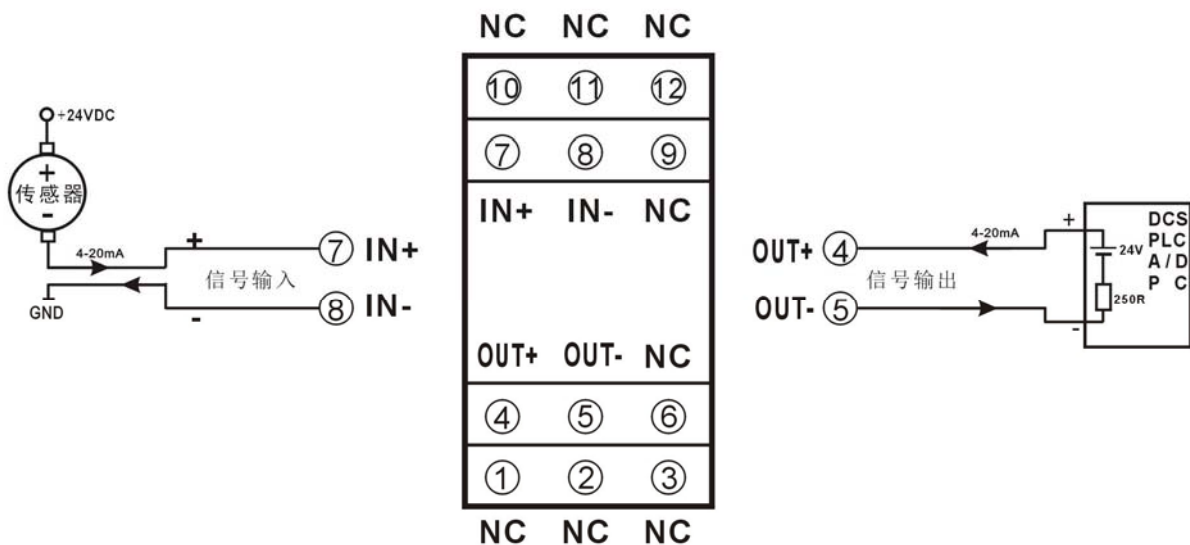 NC NC NC
⑩ ⑪ ⑫
⑦ ⑧ ⑨
IN+ IN- NC
OUT+ OUT- NC
④ ⑤ ⑥
① ② ③
NC NC NC
+24VDC
+
传感器
-
4-20mA
+
⑦ IN+
信号输入
GND
-
⑧ IN-
OUT+ ④
4-20mA
+
信号输出
OUT- ⑤
-
24V
250R
DCS
PLC
A/D
P C